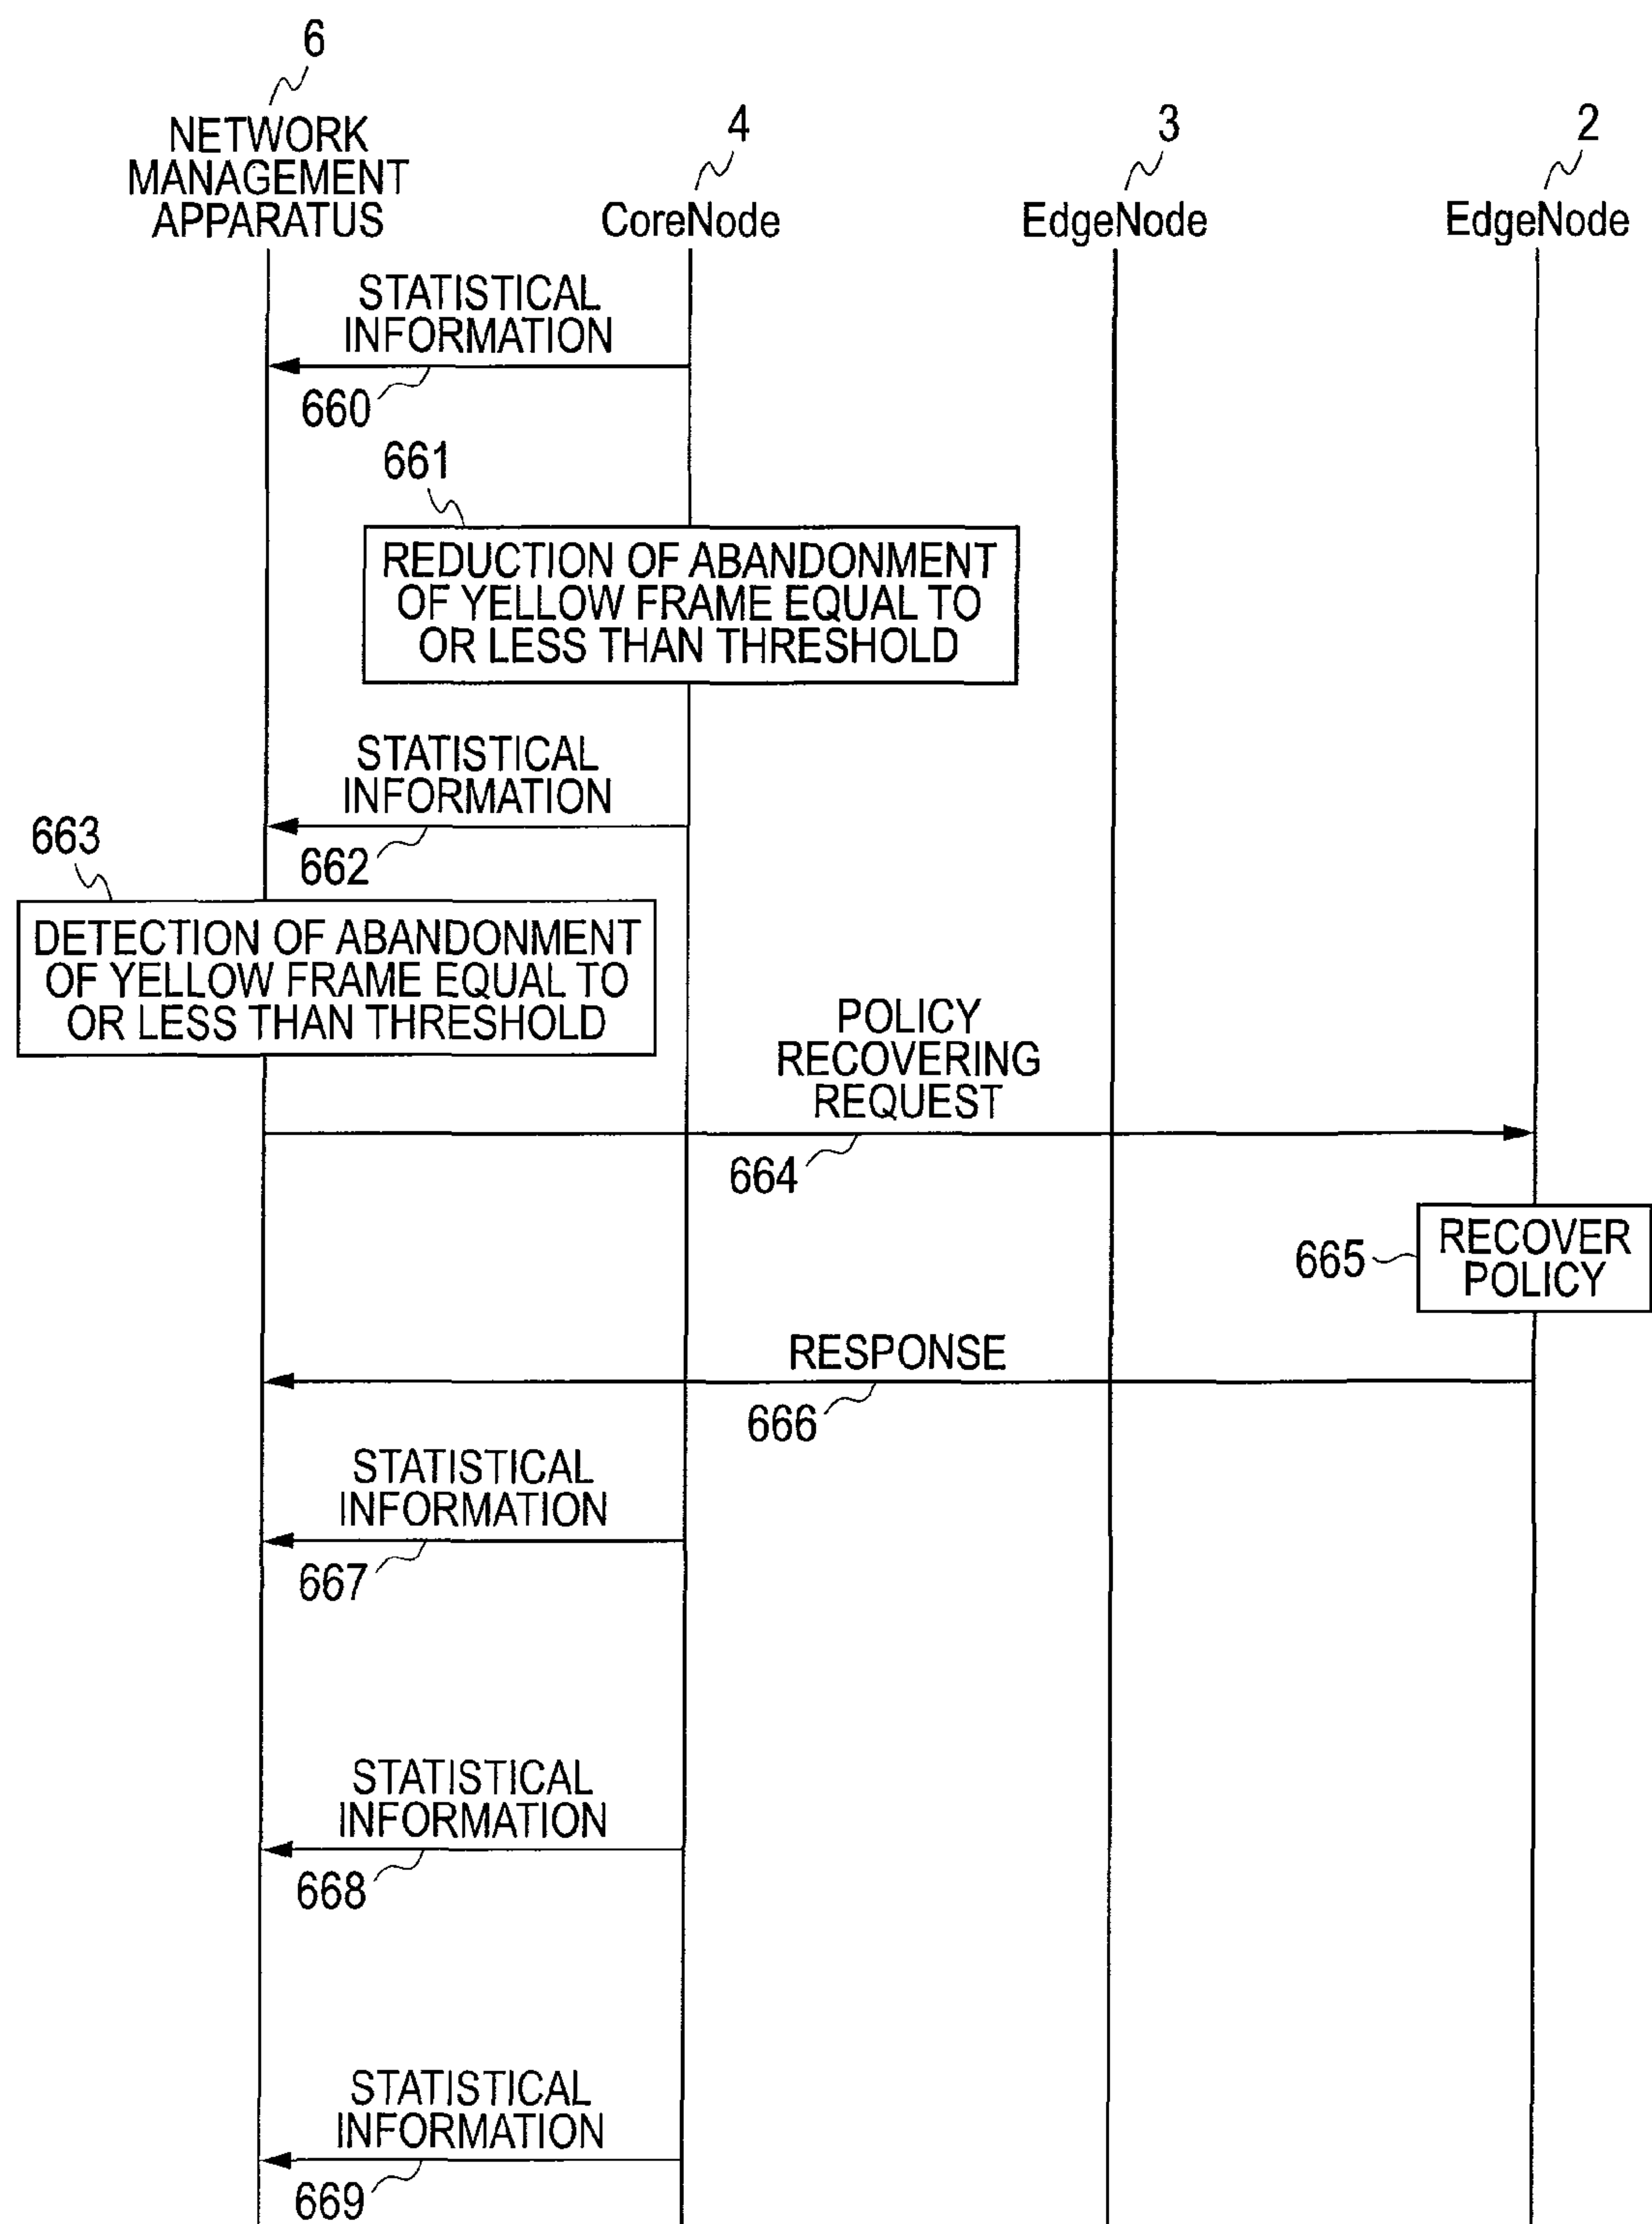 6
NETWORK
MANAGEMENT
APPARATUS
4
CoreNode
3
EdgeNode
2
EdgeNode
STATISTICAL
INFORMATION
660
661
REDUCTION OF ABANDONMENT
OF YELLOW FRAME EQUAL TO
OR LESS THAN THRESHOLD
STATISTICAL
INFORMATION
662
663
DETECTION OF ABANDONMENT
OF YELLOW FRAME EQUAL TO
OR LESS THAN THRESHOLD
POLICY
RECOVERING
REQUEST
664
665
RECOVER
POLICY
RESPONSE
666
STATISTICAL
INFORMATION
667
STATISTICAL
INFORMATION
668
STATISTICAL
INFORMATION
669